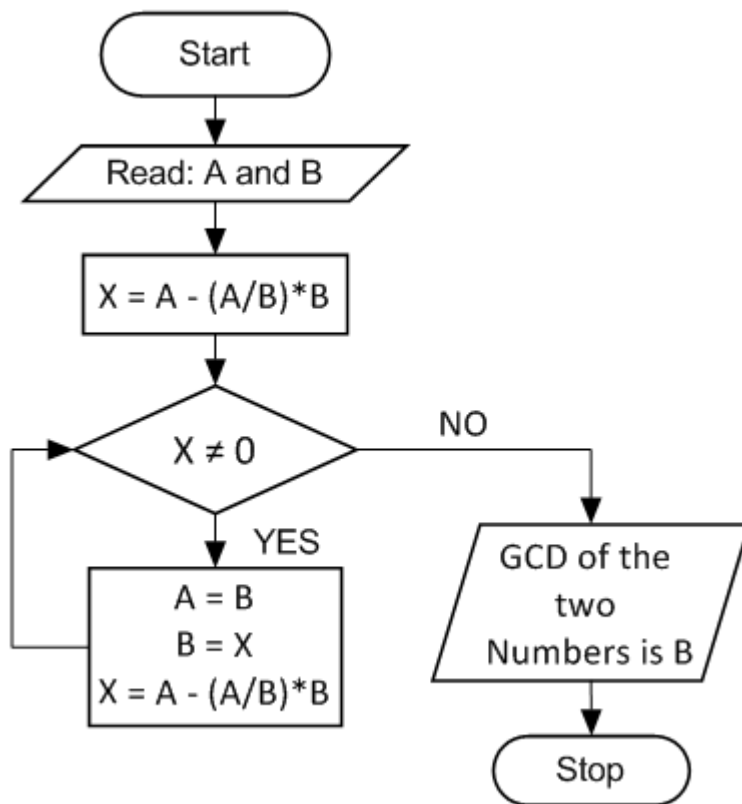 Start
Read: A and B
X = A - (A/B)*B
X ≠ 0
NO
YES
A = B
B = X
X = A - (A/B)*B
GCD of the
two
Numbers is B
Stop